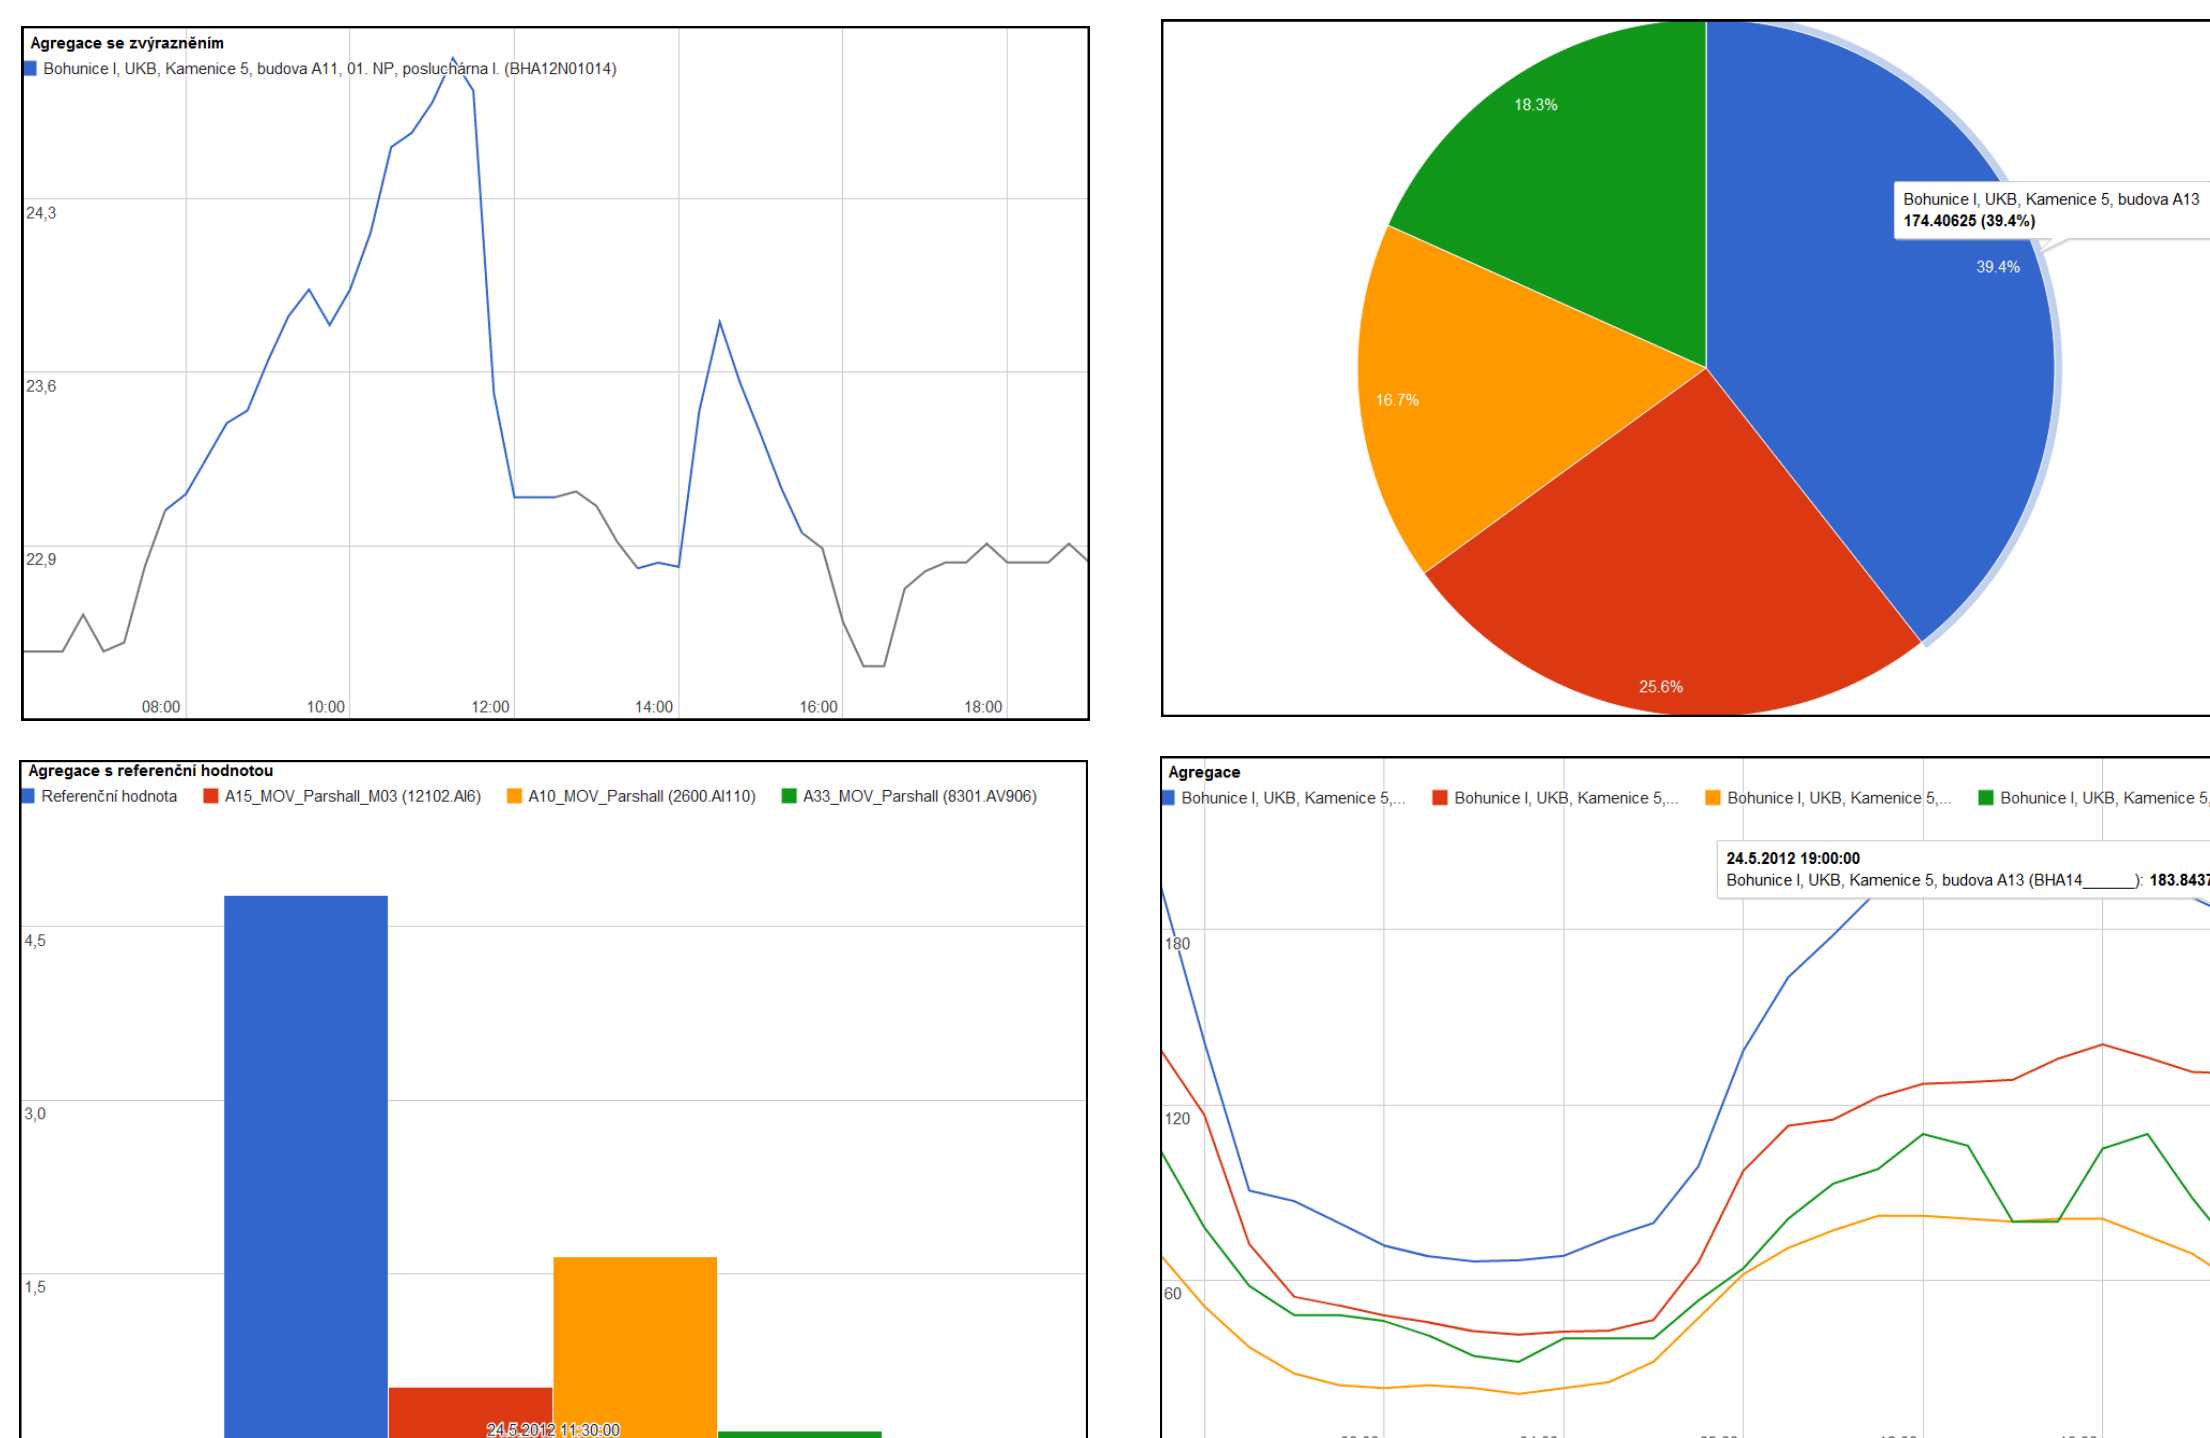 Agregace se zvýrazněním
Bohunice I, UKB, Kamenice 5, budova A11, 01. NP, posluchárna I. (BHA12N01014)
24,3
23,6
22,9
08:00 10:00 12:00 14:00 16:00 18:00
18.3%
Bohunice I, UKB, Kamenice 5, budova A13
174.40625 (39.4%)
39.4%
16.7%
25.6%
Agregace s referenční hodnotou
Referenční hodnota A15_MOV_Parshall_M03 (12102.AI6) A10_MOV_Parshall (2600.AI110) A33_MOV_Parshall (8301.AV906)
4,5
3,0
1,5
24.5.2012 11:30:00
Agregace
Bohunice I, UKB, Kamenice 5,... Bohunice I, UKB, Kamenice 5,... Bohunice I, UKB, Kamenice 5,... Bohunice I, UKB, Kamenice 5,
24.5.2012 19:00:00
Bohunice I, UKB, Kamenice 5, budova A13 (BHA14______): 183.8437
180
120
60